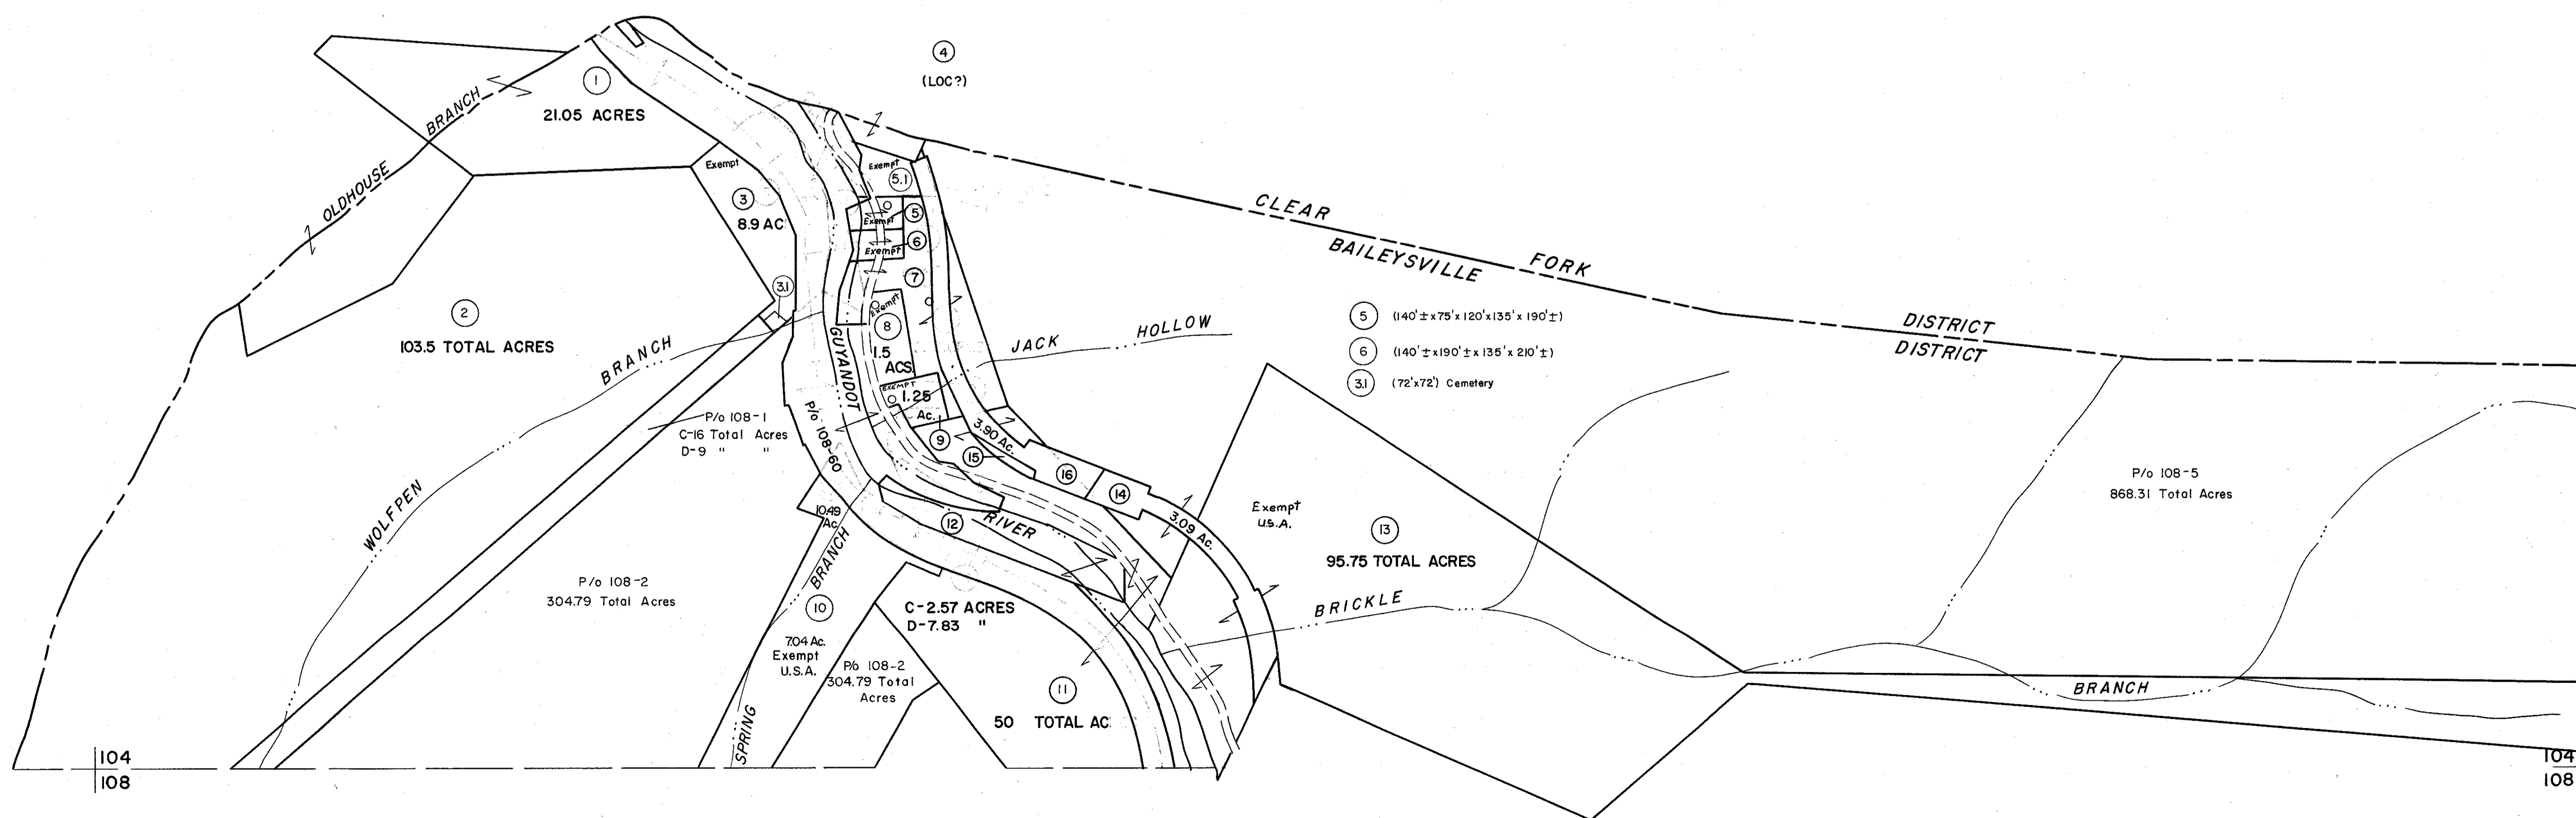 4
(LOC?)
1
21.05 ACRES
OLDHOUSE BRANCH
Exempt
3
8.9 AC.
3.1
2
103.5 TOTAL ACRES
WOLFPEN BRANCH
Exempt
5.1
5
Exempt
6
Exempt
7
Exempt
8
1.5
ACS.
EXEMPT
1.25
Ac.
9
3.90 Ac.
15
16
14
3.09 Ac.
GUYANDOT RIVER
P/o 108-60
JACK HOLLOW
CLEAR FORK DISTRICT
BAILEYSVILLE DISTRICT
5 (140'±x75'x120'x135'x190'±)
6 (140'±x190'±x135'x210'±)
3.1 (72'x72') Cemetery
P/o 108-1
C-16 Total Acres
D-9 " "
P/o 108-2
304.79 Total Acres
10.49
Ac.
SPRING BRANCH
12
10
7.04 Ac.
Exempt
U.S.A.
P/o 108-2
304.79 Total
Acres
C-2.57 ACRES
D-7.83 "
11
50 TOTAL AC.
Exempt
U.S.A.
13
95.75 TOTAL ACRES
BRICKLE BRANCH
P/o 108-5
868.31 Total Acres
104
108
104
108